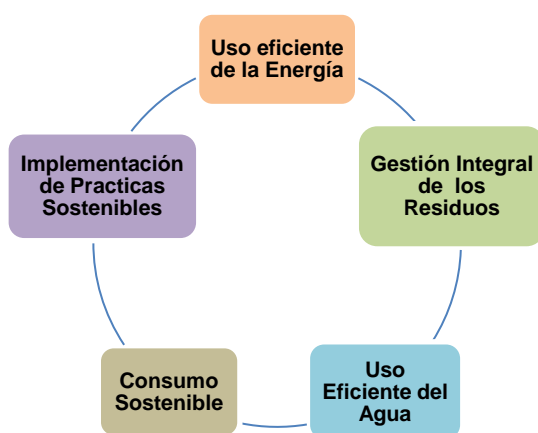 Uso eficiente
de la Energía
Gestión Integral
de los
Residuos
Uso
Eficiente del
Agua
Consumo
Sostenible
Implementación
de Practicas
Sostenibles